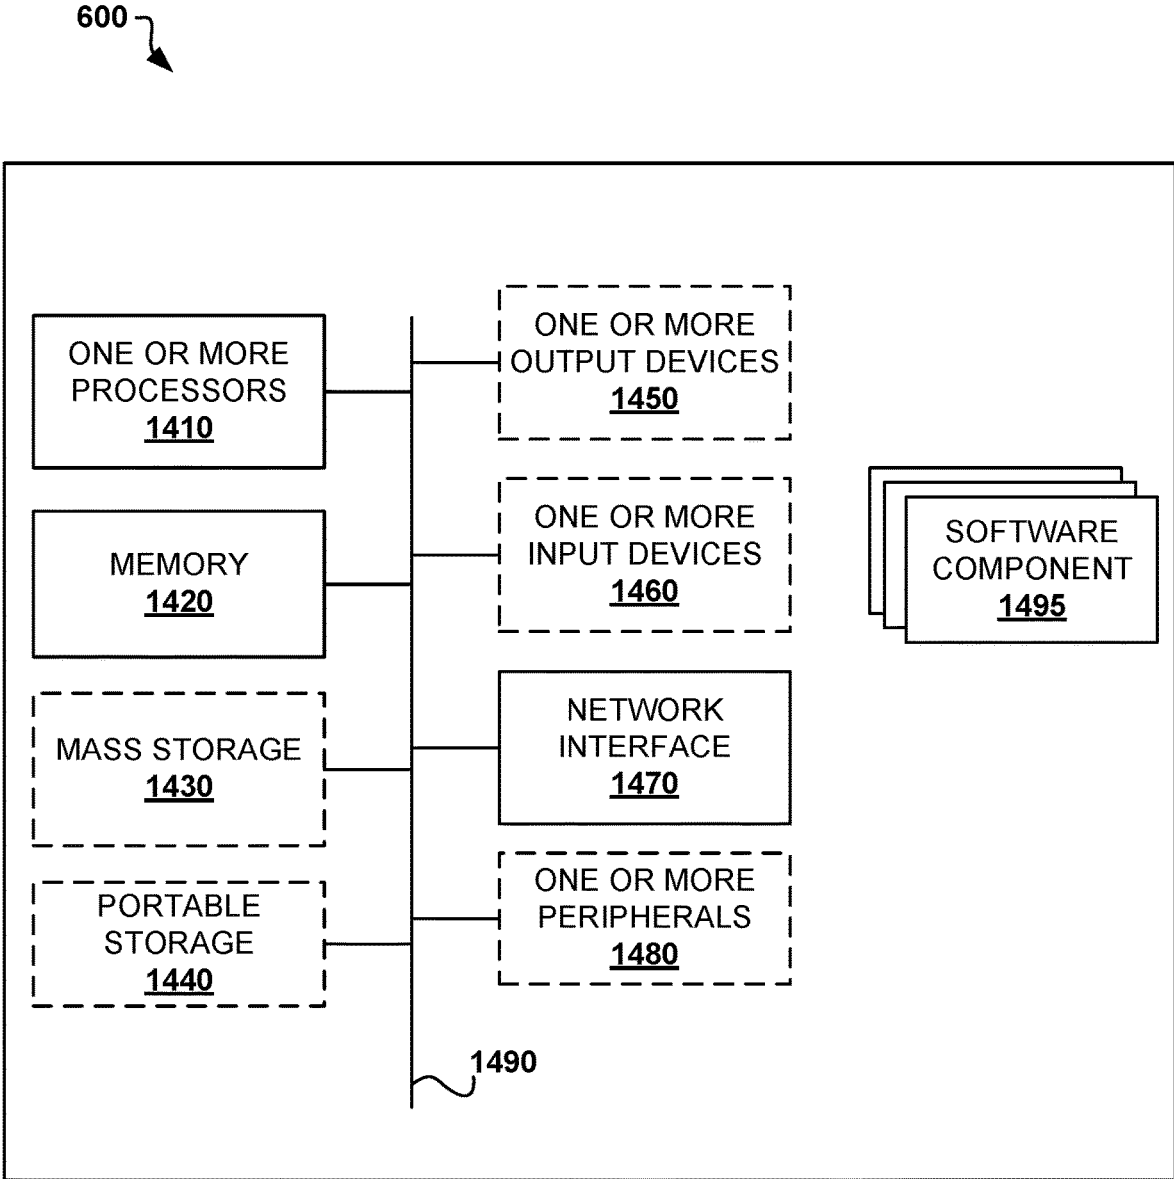 600
ONE OR MORE
PROCESSORS
1410
MEMORY
1420
MASS STORAGE
1430
PORTABLE
STORAGE
1440
ONE OR MORE
OUTPUT DEVICES
1450
ONE OR MORE
INPUT DEVICES
1460
NETWORK
INTERFACE
1470
ONE OR MORE
PERIPHERALS
1480
1490
SOFTWARE
COMPONENT
1495